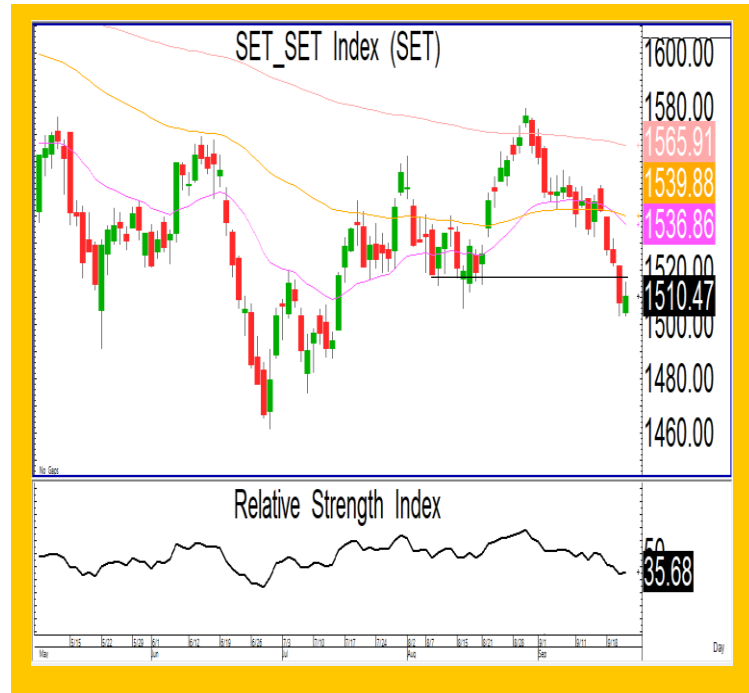 SET_SET Index (SET)
1600.00
1580.00
1565.91
1539.88
1536.86
1520.00
1510.47
1500.00
1480.00
1460.00
No Gaps
Relative Strength Index
50
35.68
5/15 5/22 5/29 6/1 6/12 6/19 6/26 7/3 7/10 7/17 7/24 8/2 8/7 8/15 8/21 8/28 9/1 9/11 9/18
May Jun Jul Aug Sep Day